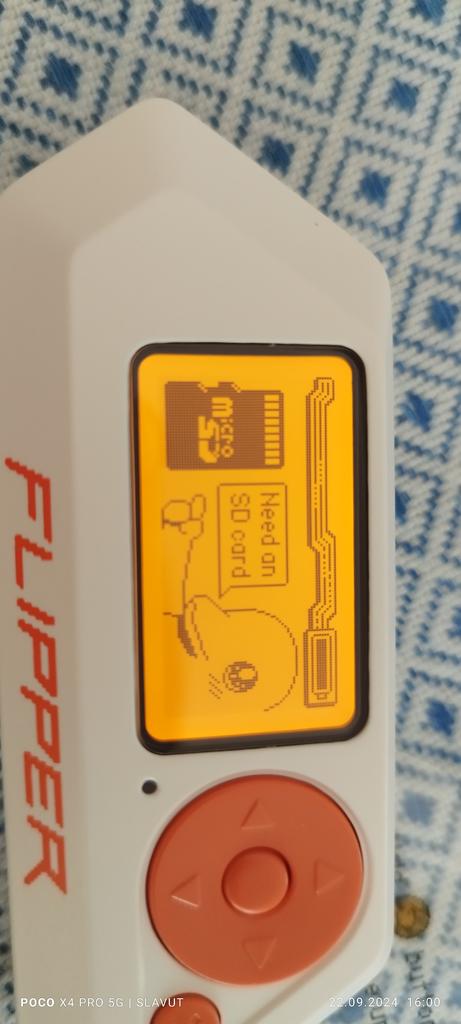 micro
SD
Need an
SD card
FLIPPER
POCO X4 PRO 5G | SLAVUT
22.09.2024 16:00